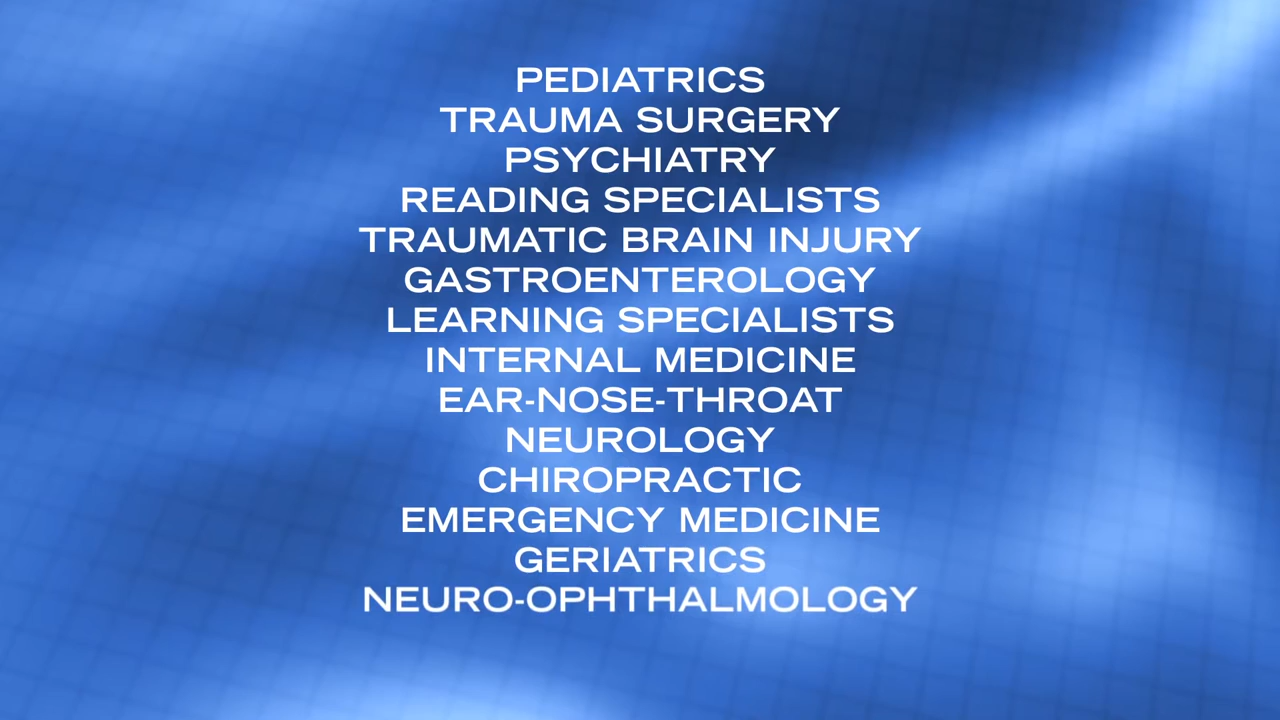 PEDIATRICS
TRAUMA SURGERY
PSYCHIATRY
READING SPECIALISTS
TRAUMATIC BRAIN INJURY
GASTROENTEROLOGY
LEARNING SPECIALISTS
INTERNAL MEDICINE
EAR-NOSE-THROAT
NEUROLOGY
CHIROPRACTIC
EMERGENCY MEDICINE
GERIATRICS
NEURO-OPHTHALMOLOGY